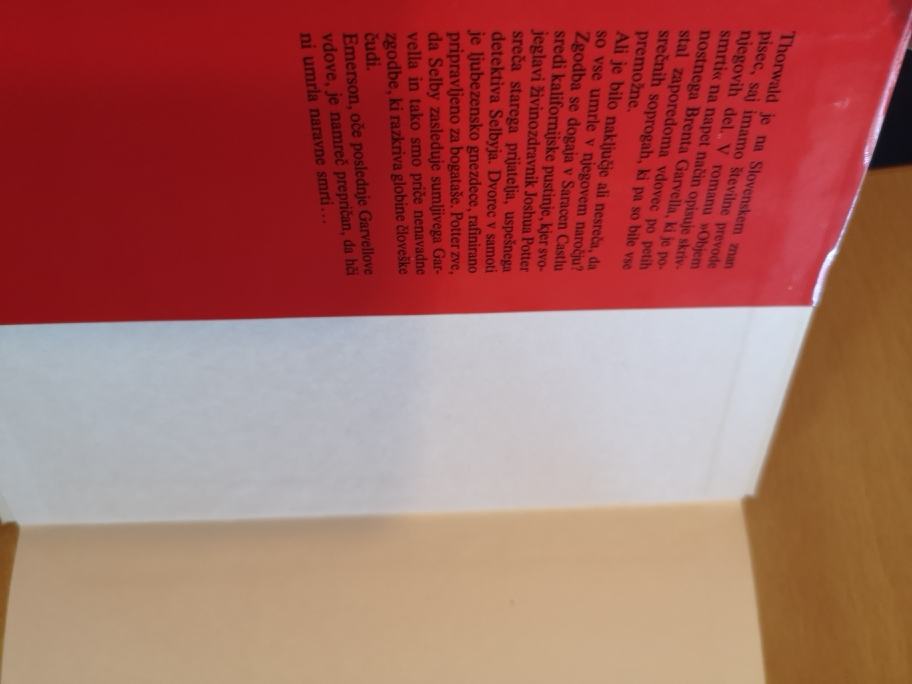 Thorwald je na Slovenskem znan
pisec, saj imamo številne prevode
njegovih del. V romanu »Objem
smrti« na napet način opisuje skriv-
nostnega Brenta Garvella, ki je po-
stal zaporedoma vdovec po petih
srečnih soprogah, ki pa so bile vse
premožne.
Ali je bilo naključje ali nesreča, da
so vse umrle v njegovem naročju?
Zgodba se dogaja v Saracen Castlu
sredi kalifornijske pustinje, kjer svo-
jeglavi živinozdravnik Joshua Potter
sreča starega prijatelja, uspešnega
detektiva Selbyja. Dvorec v samoti
je ljubezensko gnezdece, rafinirano
pripravljeno za bogataše. Potter zve,
da Selby zasleduje sumljivega Gar-
vella in tako smo priče nenavadne
zgodbe, ki razkriva globine človeške
čudi.
Emerson, oče poslednje Garvellove
vdove, je namreč prepričan, da hči
ni umrla naravne smrti . . .